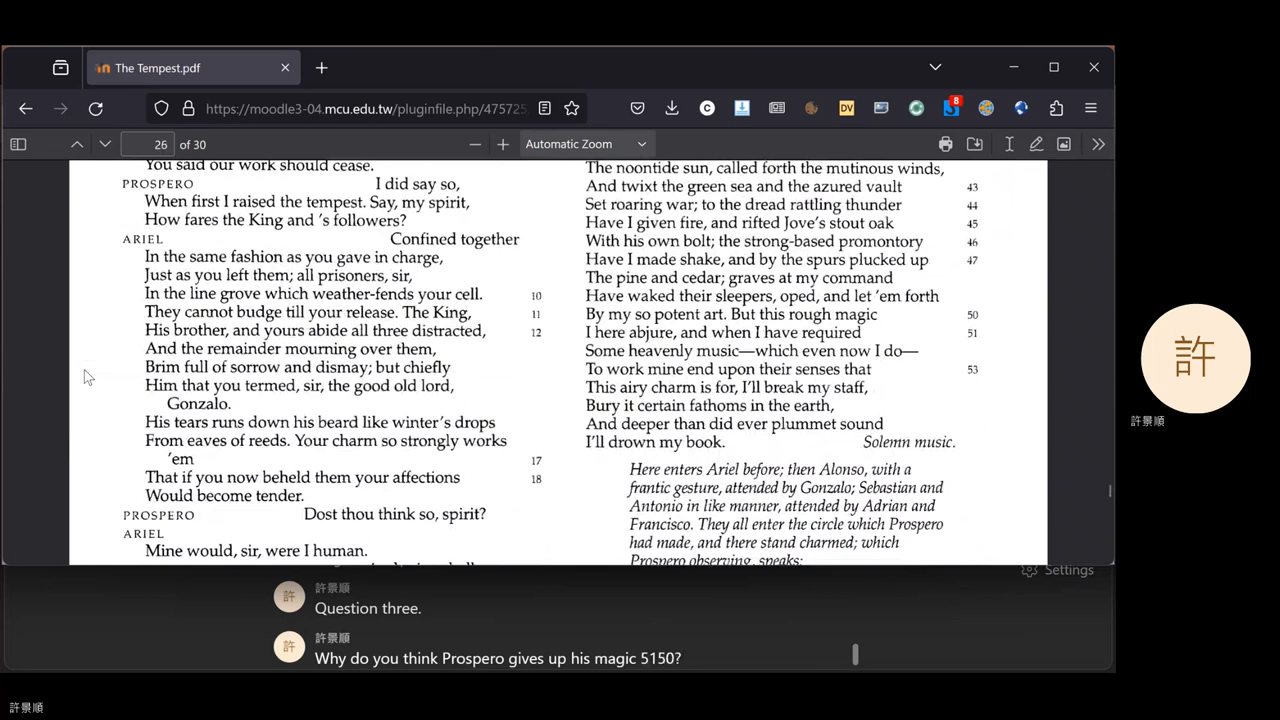 The Tempest.pdf
https://moodle3-04.mcu.edu.tw/pluginfile.php/475725
C
DV
8
26 of 30
Automatic Zoom
You said our work should cease.
PROSPERO I did say so,
When first I raised the tempest. Say, my spirit,
How fares the King and 's followers?
ARIEL Confined together
In the same fashion as you gave in charge,
Just as you left them; all prisoners, sir,
In the line grove which weather-fends your cell. 10
They cannot budge till your release. The King, 11
His brother, and yours abide all three distracted, 12
And the remainder mourning over them,
Brim full of sorrow and dismay; but chiefly
Him that you termed, sir, the good old lord,
Gonzalo.
His tears runs down his beard like winter's drops
From eaves of reeds. Your charm so strongly works
'em 17
That if you now beheld them your affections 18
Would become tender.
PROSPERO Dost thou think so, spirit?
ARIEL
Mine would, sir, were I human.
The noontide sun, called forth the mutinous winds,
And twixt the green sea and the azured vault 43
Set roaring war; to the dread rattling thunder 44
Have I given fire, and rifted Jove's stout oak 45
With his own bolt; the strong-based promontory 46
Have I made shake, and by the spurs plucked up 47
The pine and cedar; graves at my command
Have waked their sleepers, oped, and let 'em forth
By my so potent art. But this rough magic 50
I here abjure, and when I have required 51
Some heavenly music—which even now I do—
To work mine end upon their senses that 53
This airy charm is for, I'll break my staff,
Bury it certain fathoms in the earth,
And deeper than did ever plummet sound
I'll drown my book. Solemn music.
Here enters Ariel before; then Alonso, with a
frantic gesture, attended by Gonzalo; Sebastian and
Antonio in like manner, attended by Adrian and
Francisco. They all enter the circle which Prospero
had made, and there stand charmed; which
Prospero observing, speaks:
Settings
許
許景順
Question three.
許
許景順
Why do you think Prospero gives up his magic 5150?
許
許景順
許景順